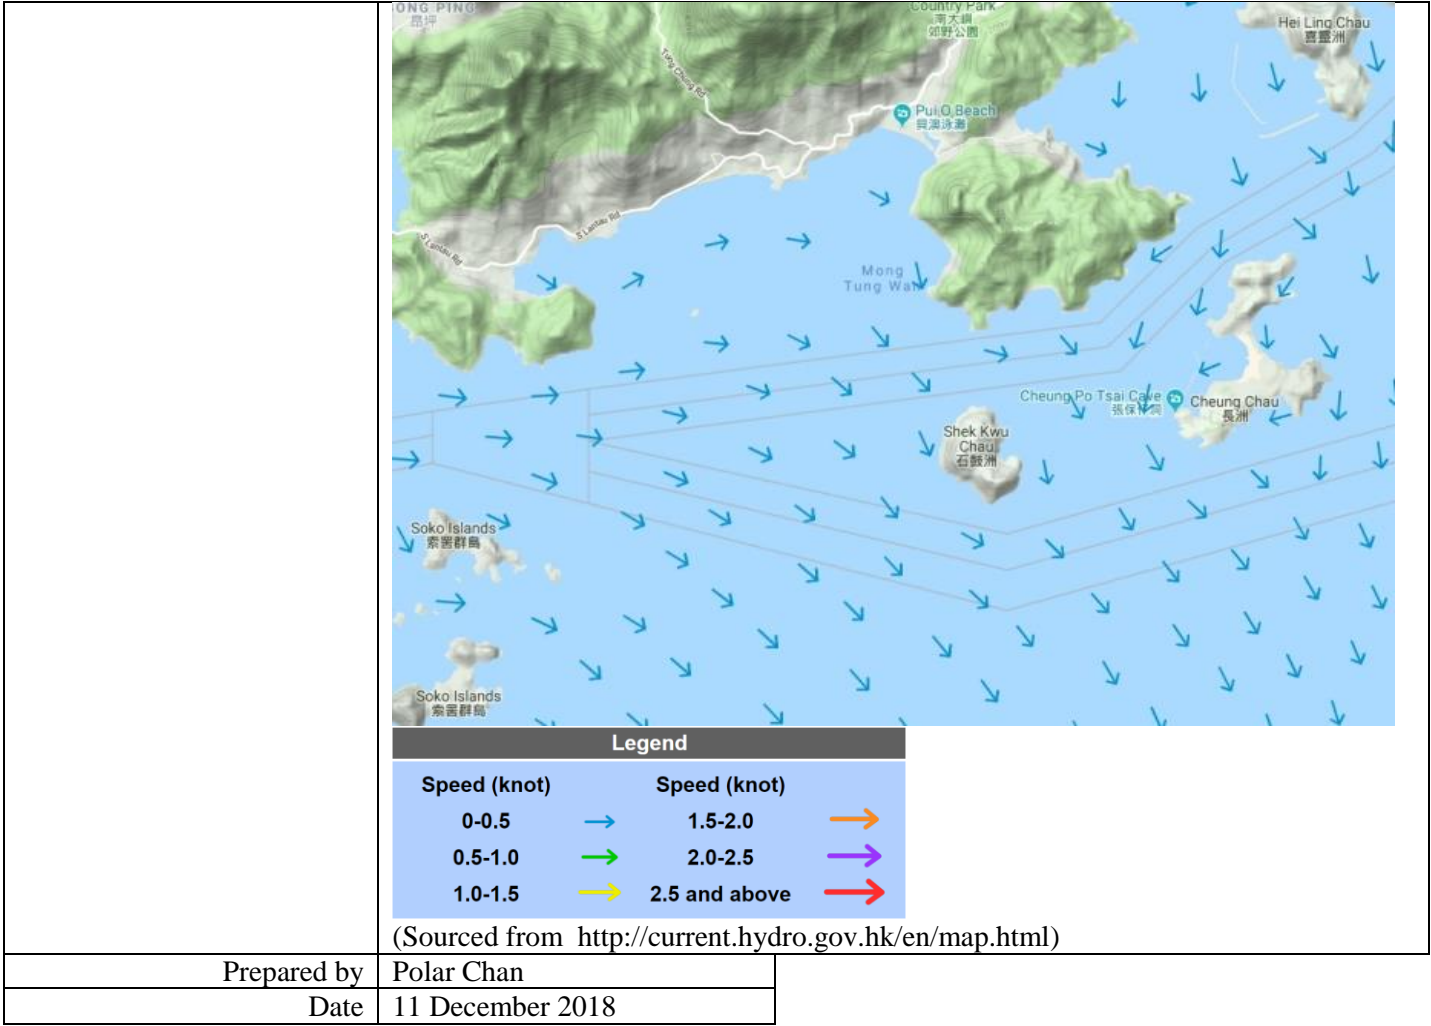 ONG PING
昂坪
Country Park
南大嶼
郊野公園
Hei Ling Chau
喜靈洲
Tung Chung Rd
Pui O Beach
貝澳泳灘
S Lantau Rd
S Lantau Rd
Mong
Tung Wan
Cheung Po Tsai Cave
張保仔洞
Cheung Chau
長洲
Shek Kwu
Chau
石鼓洲
Soko Islands
索罟群島
Soko Islands
索罟群島
Legend
Speed (knot) Speed (knot)
0-0.5 1.5-2.0
0.5-1.0 2.0-2.5
1.0-1.5 2.5 and above
(Sourced from http://current.hydro.gov.hk/en/map.html)
Prepared by Polar Chan
Date 11 December 2018